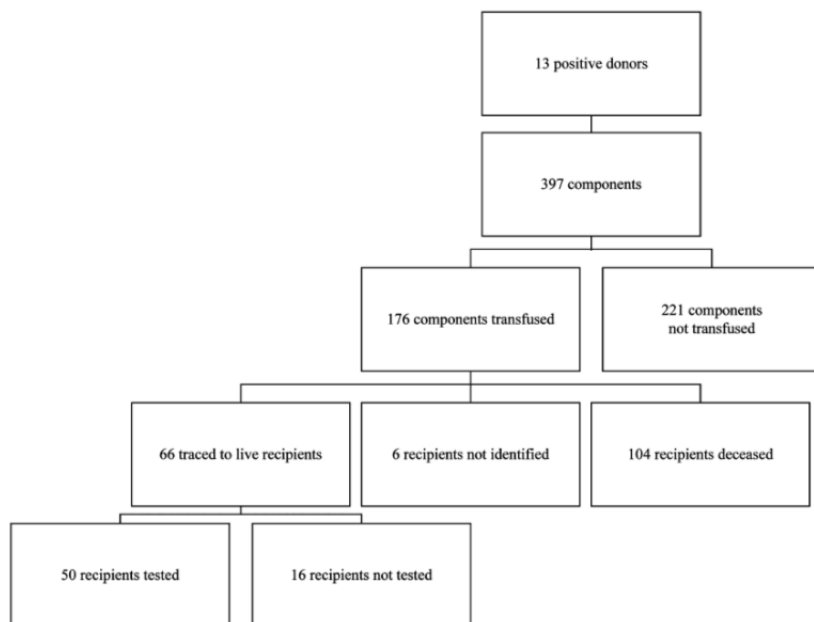 13 positive donors
397 components
176 components transfused
221 components
not transfused
66 traced to live recipients
6 recipients not identified
104 recipients deceased
50 recipients tested
16 recipients not tested